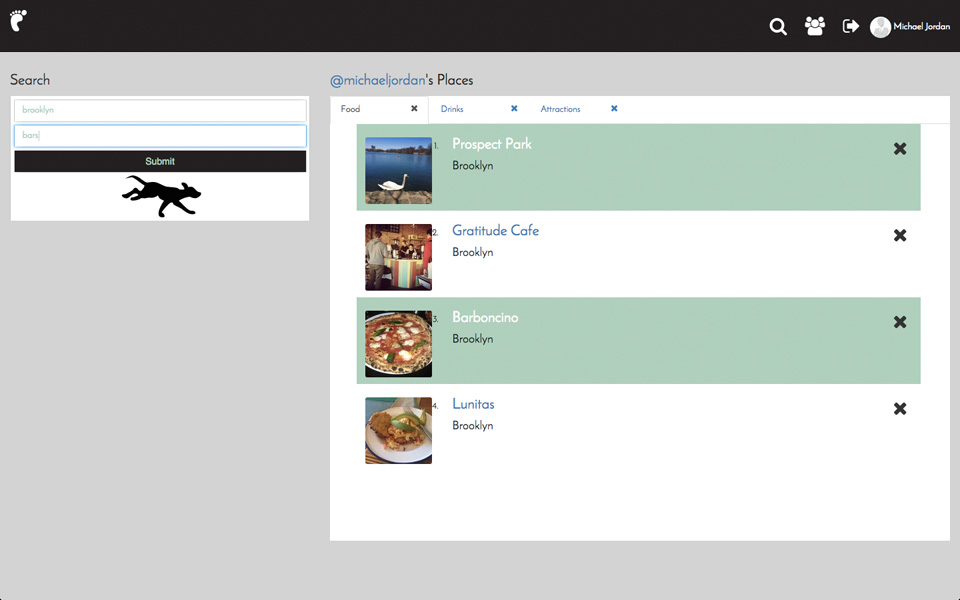 Michael Jordan
Search
@michaeljordan's Places
brooklyn
bars
Submit
Food
Drinks
Attractions
1.
Prospect Park
Brooklyn
2.
Gratitude Cafe
Brooklyn
3.
Barboncino
Brooklyn
4.
Lunitas
Brooklyn